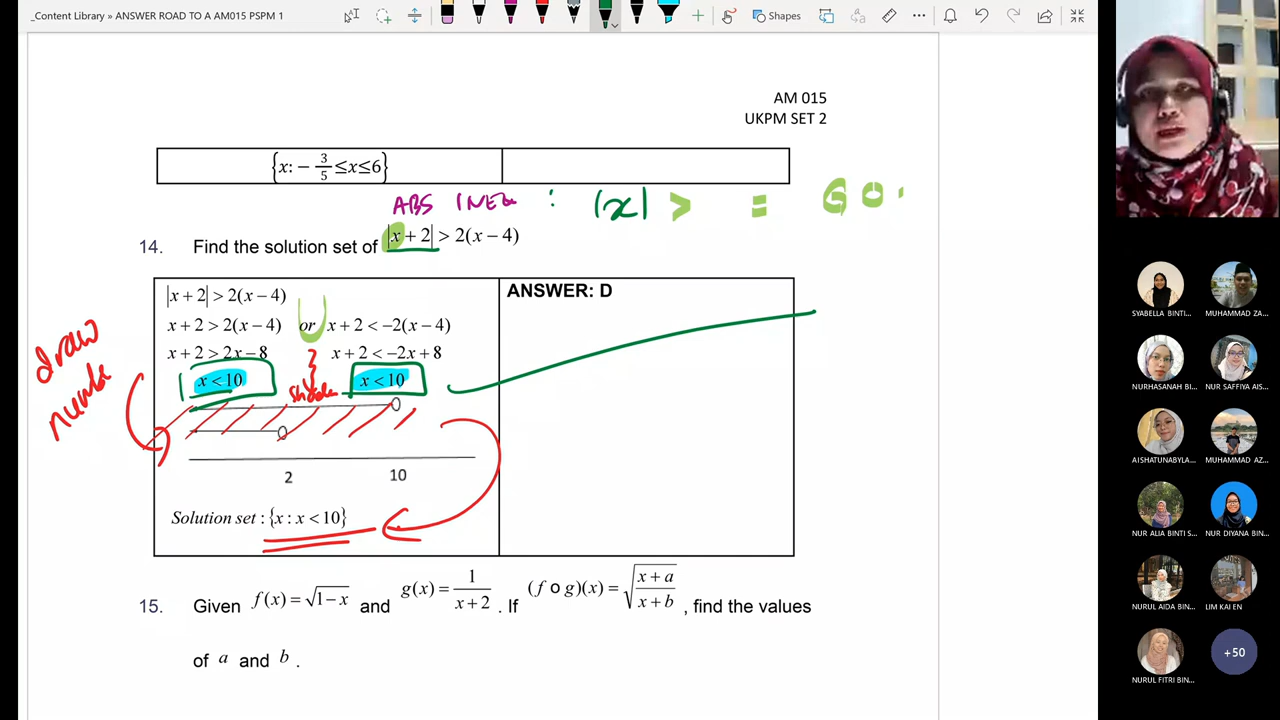 _Content Library » ANSWER ROAD TO A AM015 PSPM 1
Shapes
AM 015
UKPM SET 2
{x: − 3/5 ≤x≤6}
ABS INEQ : |x| > =
14. Find the solution set of |x + 2| > 2(x − 4)
|x + 2| > 2(x − 4)
x + 2 > 2(x − 4) or x + 2 < −2(x − 4)
x + 2 > 2x − 8 x + 2 < −2x + 8
x < 10 x < 10
draw
2 10
Solution set : {x : x < 10}
ANSWER: D
15. Given f(x) = √(1 − x) and g(x) = 1/(x + 2) . If (f o g)(x) = √((x + a)/(x + b)) , find the values
of a and b .
SYABELLA BINTI...
MUHAMMAD ZA...
NURHASANAH BI...
NUR SAFFIYA AIS...
AISHATUNABYLA...
MUHAMMAD AZ...
NUR ALIA BINTI S...
NUR DIYANA BIN...
NURUL AIDA BIN...
LIM KAI EN
NURUL FITRI BIN...
+50